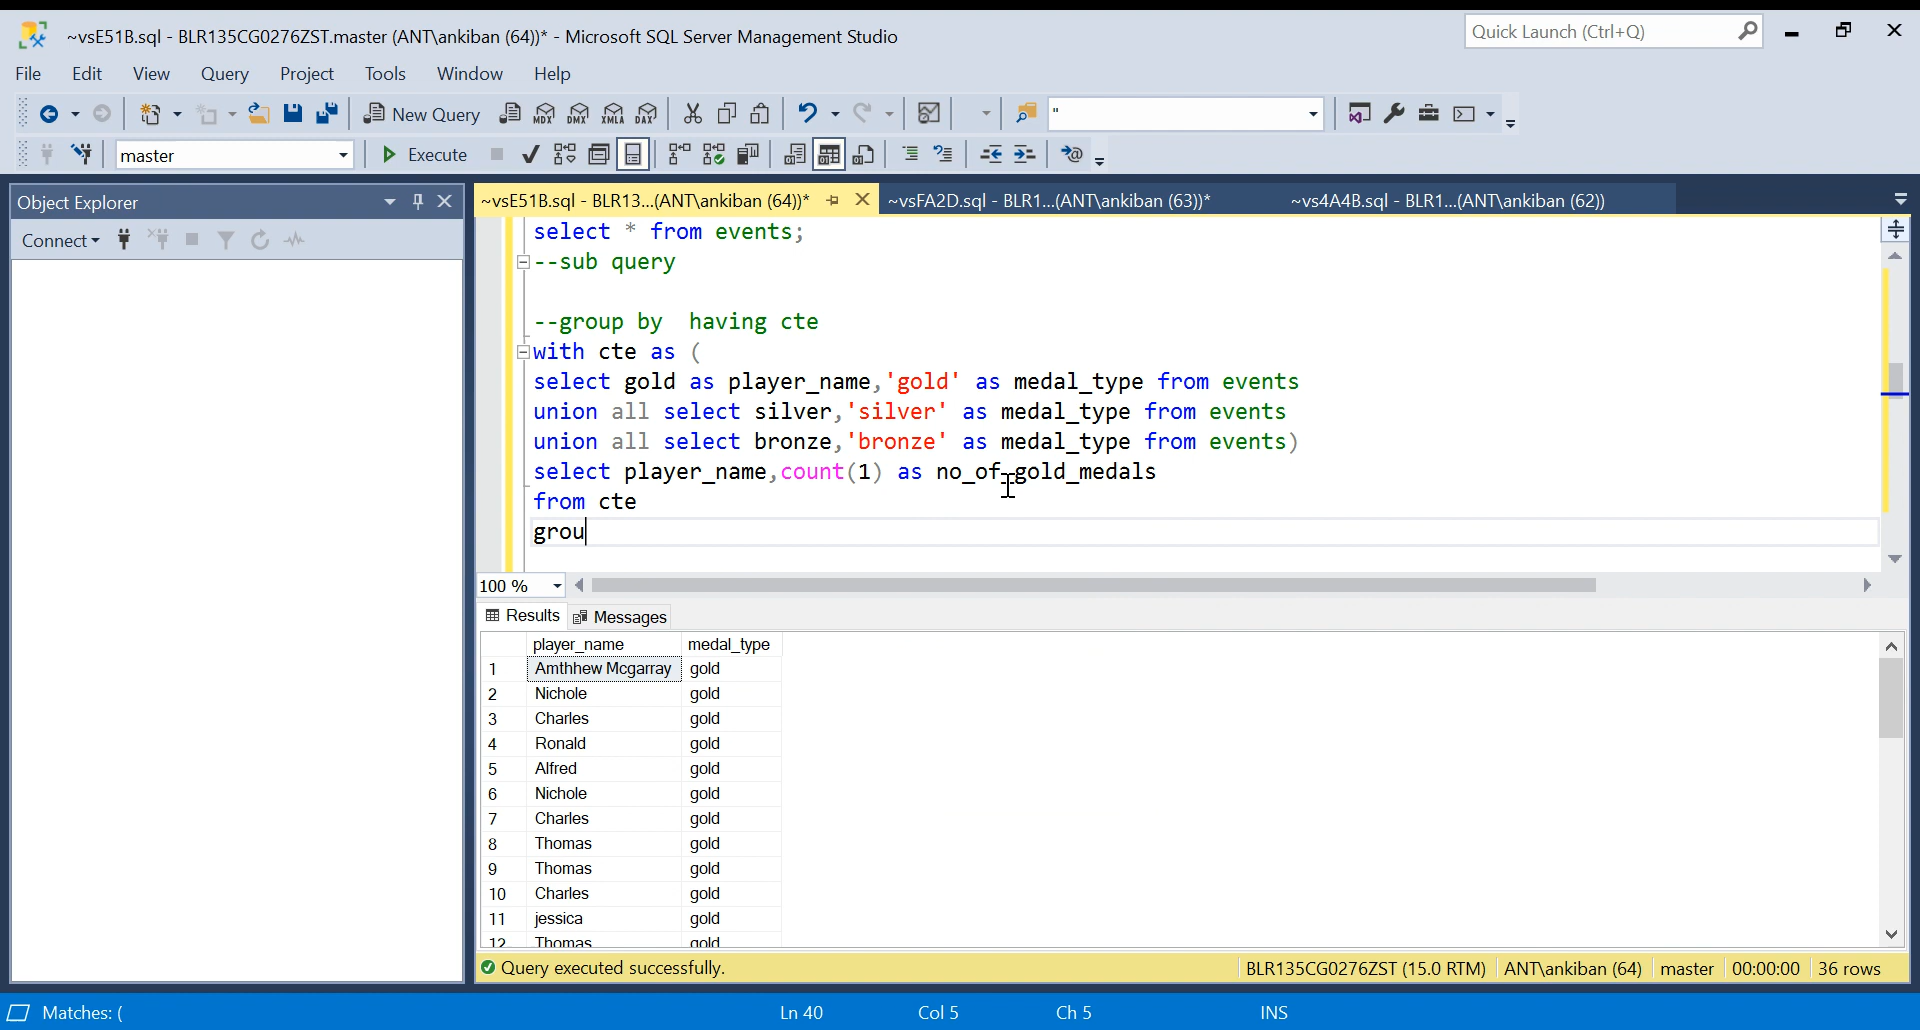 ~vsE51B.sql - BLR135CG0276ZST.master (ANT\ankiban (64))* - Microsoft SQL Server Management Studio
Quick Launch (Ctrl+Q)
File Edit View Query Project Tools Window Help
New Query MDX DMX XMLA DAX "
master Execute
Object Explorer
~vsE51B.sql - BLR13...(ANT\ankiban (64))* ~vsFA2D.sql - BLR1...(ANT\ankiban (63))* ~vs4A4B.sql - BLR1...(ANT\ankiban (62))
Connect
select * from events;
--sub query
--group by  having cte
with cte as (
select gold as player_name,'gold' as medal_type from events
union all select silver,'silver' as medal_type from events
union all select bronze,'bronze' as medal_type from events)
select player_name,count(1) as no_of_gold_medals
from cte
grou
100 %
Results Messages
player_name medal_type
1 Amthhew Mcgarray gold
2 Nichole gold
3 Charles gold
4 Ronald gold
5 Alfred gold
6 Nichole gold
7 Charles gold
8 Thomas gold
9 Thomas gold
10 Charles gold
11 jessica gold
12 Thomas gold
Query executed successfully. BLR135CG0276ZST (15.0 RTM) ANT\ankiban (64) master 00:00:00 36 rows
Matches: ( Ln 40 Col 5 Ch 5 INS